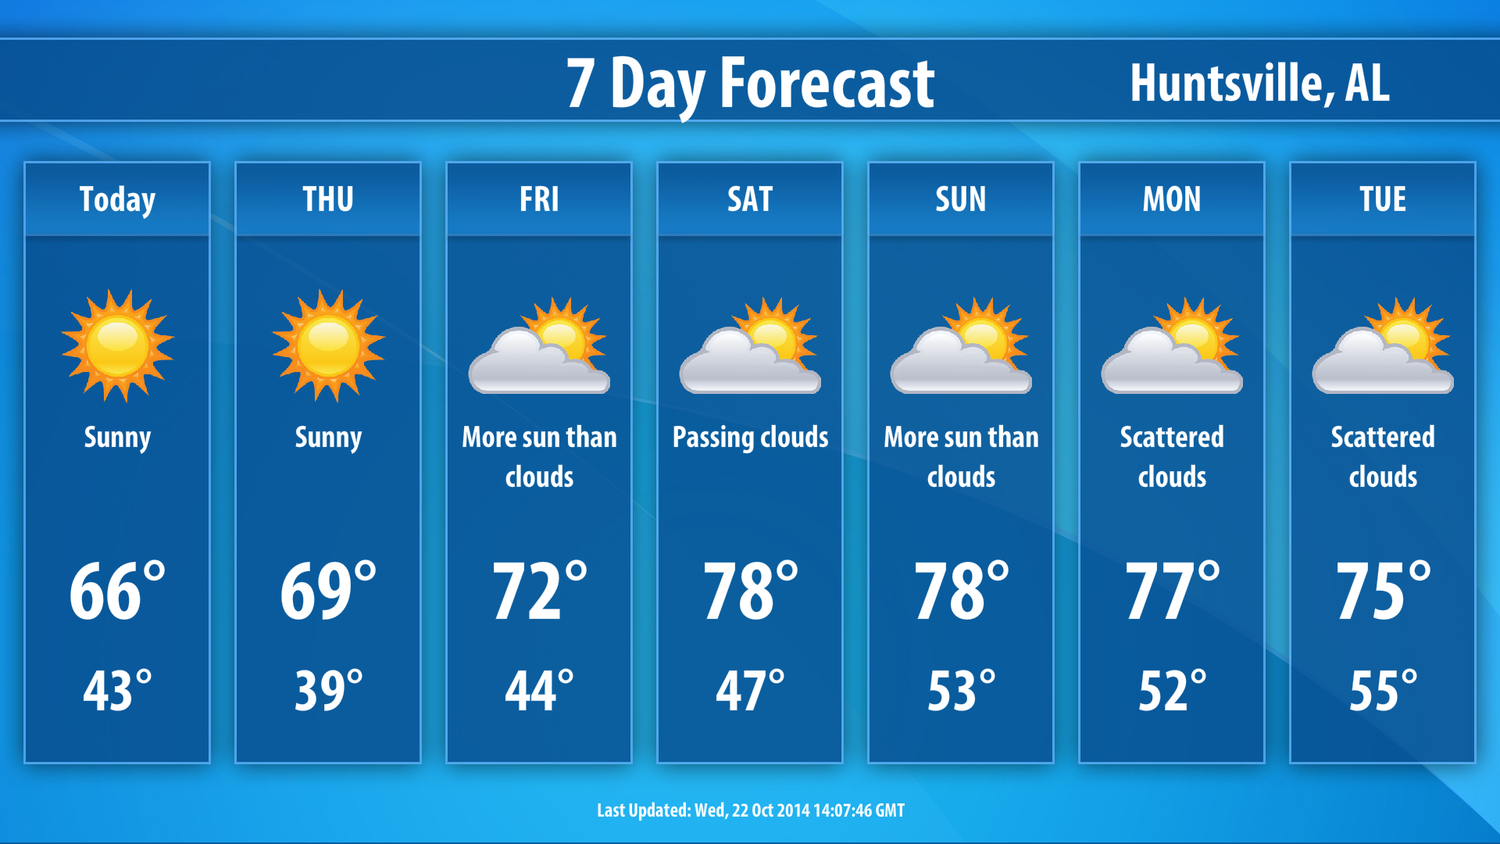 7 Day Forecast
Huntsville, AL
Today
THU
FRI
SAT
SUN
MON
TUE
Sunny
Sunny
More sun than
clouds
Passing clouds
More sun than
clouds
Scattered
clouds
Scattered
clouds
66°
69°
72°
78°
78°
77°
75°
43°
39°
44°
47°
53°
52°
55°
Last Updated: Wed, 22 Oct 2014 14:07:46 GMT